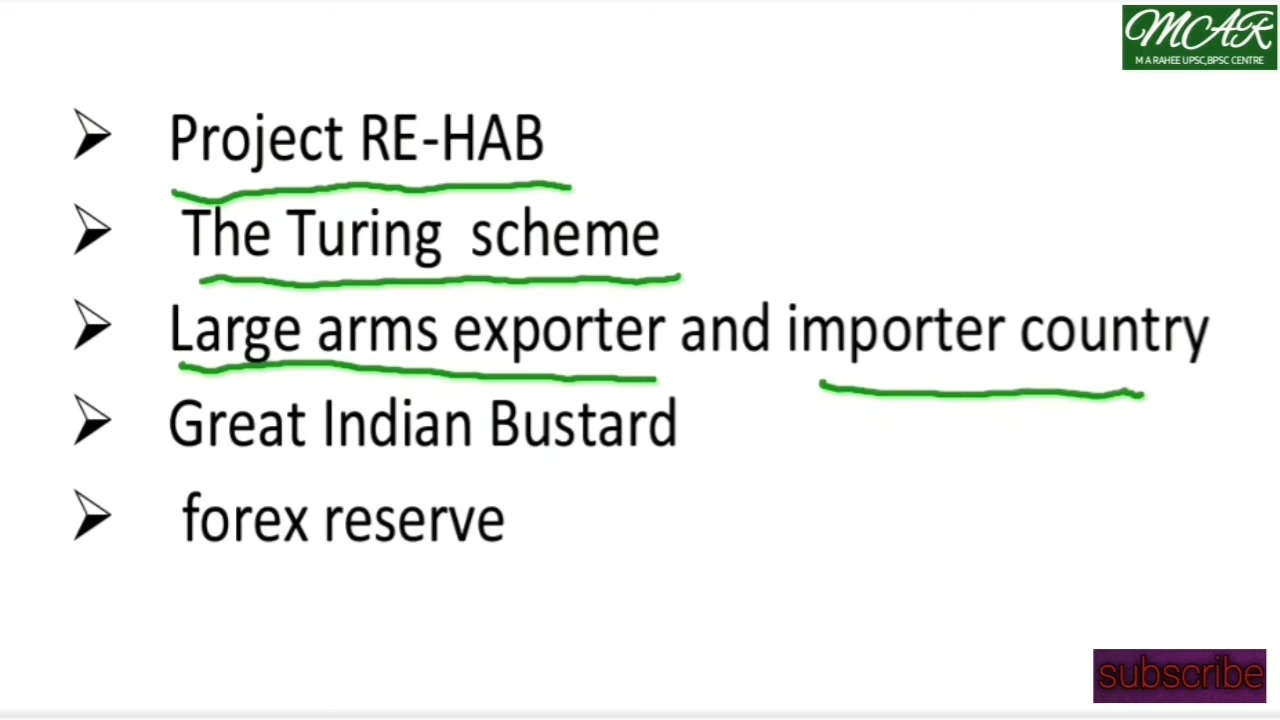 MCAR
M A RAHEE UPSC,BPSC CENTRE
Project RE-HAB
The Turing scheme
Large arms exporter and importer country
Great Indian Bustard
forex reserve
subscribe